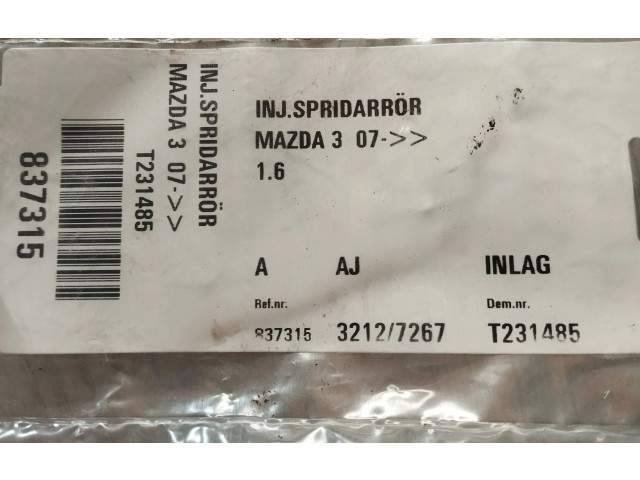 INJ.SPRIDARRÖR
MAZDA 3 07->>
T231485
837315
INJ.SPRIDARRÖR
MAZDA 3 07->>
1.6
A AJ INLAG
Ref.nr. Dem.nr.
837315 3212/7267 T231485